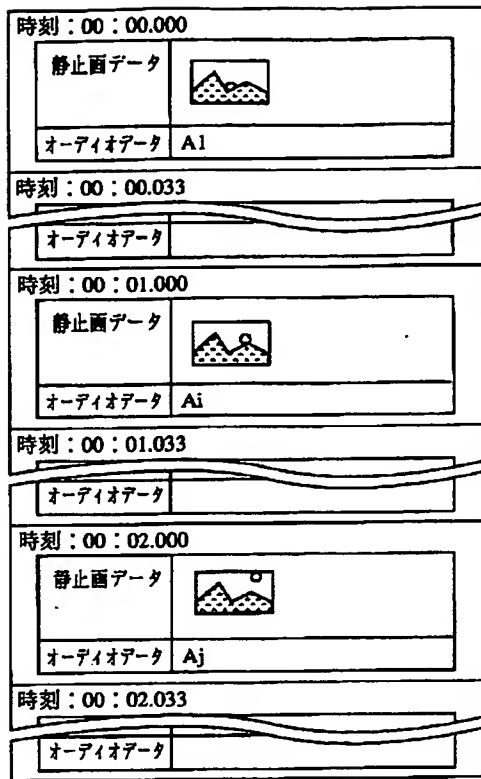 時刻：00：00.000
静止画データ
オーディオデータ A1
時刻：00：00.033
オーディオデータ
時刻：00：01.000
静止画データ
オーディオデータ Ai
時刻：00：01.033
オーディオデータ
時刻：00：02.000
静止画データ
オーディオデータ Aj
時刻：00：02.033
オーディオデータ